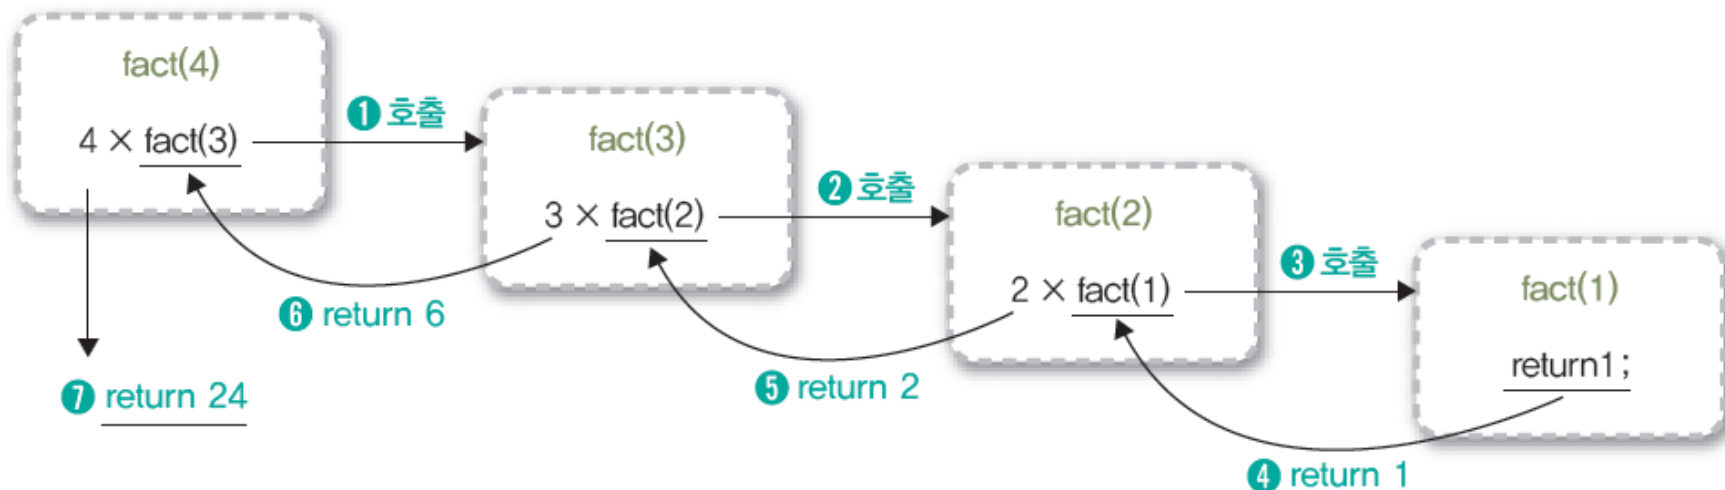 fact(4)
4 × fact(3)
❶ 호출
fact(3)
3 × fact(2)
❷ 호출
fact(2)
2 × fact(1)
❸ 호출
fact(1)
return1;
❹ return 1
❺ return 2
❻ return 6
❼ return 24